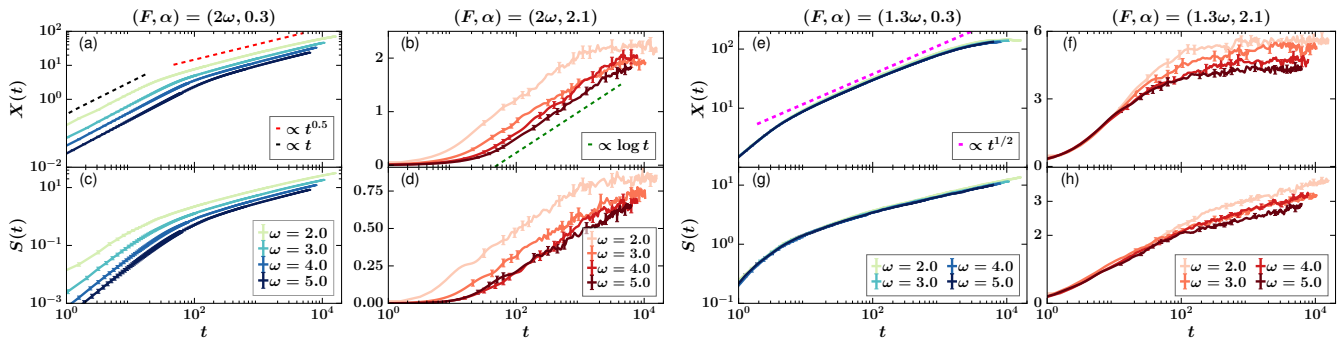 (F, α) = (2ω, 0.3)
(F, α) = (2ω, 2.1)
(F, α) = (1.3ω, 0.3)
(F, α) = (1.3ω, 2.1)
(a)
X(t)
10²
10¹
10⁰
10⁻²
∝ t^0.5
∝ t
(b)
2
1
0
∝ log t
(e)
X(t)
10²
10¹
∝ t^1/2
(f)
6
3
0
(c)
S(t)
10¹
10⁻¹
10⁻³
ω = 2.0
ω = 3.0
ω = 4.0
ω = 5.0
10⁰
10²
10⁴
t
(d)
0.75
0.50
0.25
0.00
ω = 2.0
ω = 3.0
ω = 4.0
ω = 5.0
10⁰
10²
10⁴
t
(g)
S(t)
10¹
10⁰
10⁻¹
ω = 2.0
ω = 4.0
ω = 3.0
ω = 5.0
10⁰
10²
10⁴
t
(h)
4
2
0
ω = 2.0
ω = 4.0
ω = 3.0
ω = 5.0
10⁰
10²
10⁴
t